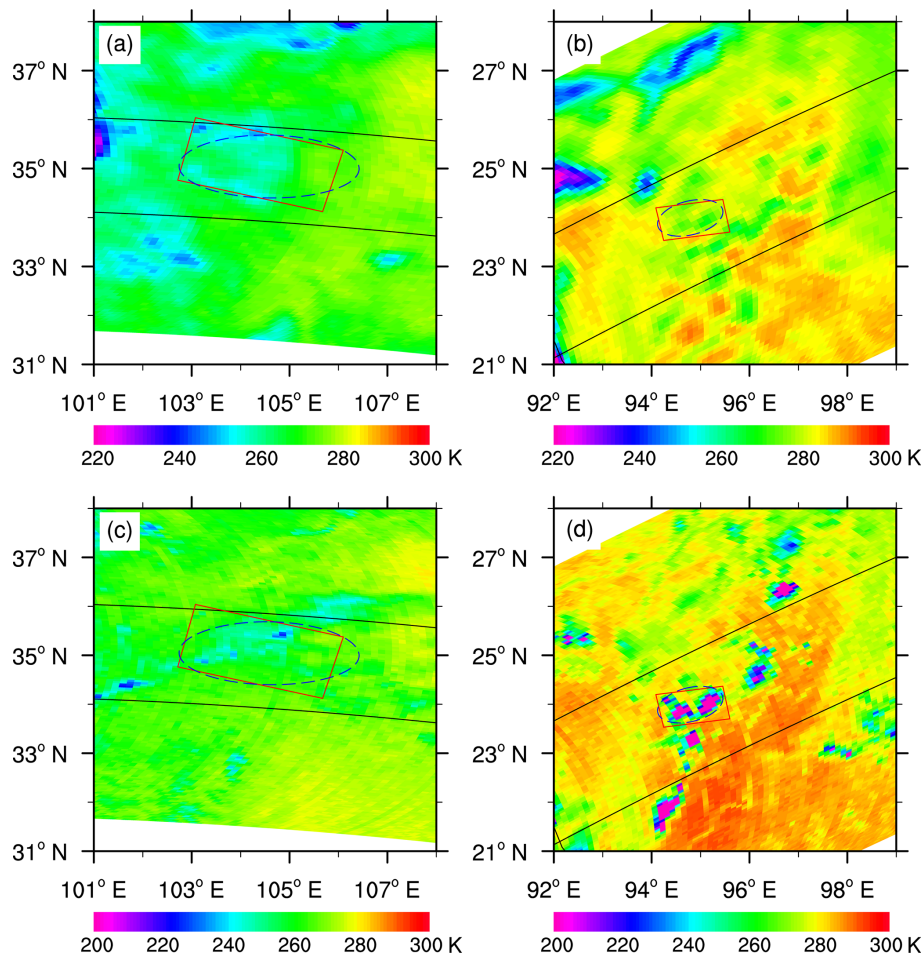 (a)
37° N
35° N
33° N
31° N
101° E 103° E 105° E 107° E
220 240 260 280 300 K
(b)
27° N
25° N
23° N
21° N
92° E 94° E 96° E 98° E
220 240 260 280 300 K
(c)
37° N
35° N
33° N
31° N
101° E 103° E 105° E 107° E
200 220 240 260 280 300 K
(d)
27° N
25° N
23° N
21° N
92° E 94° E 96° E 98° E
200 220 240 260 280 300 K